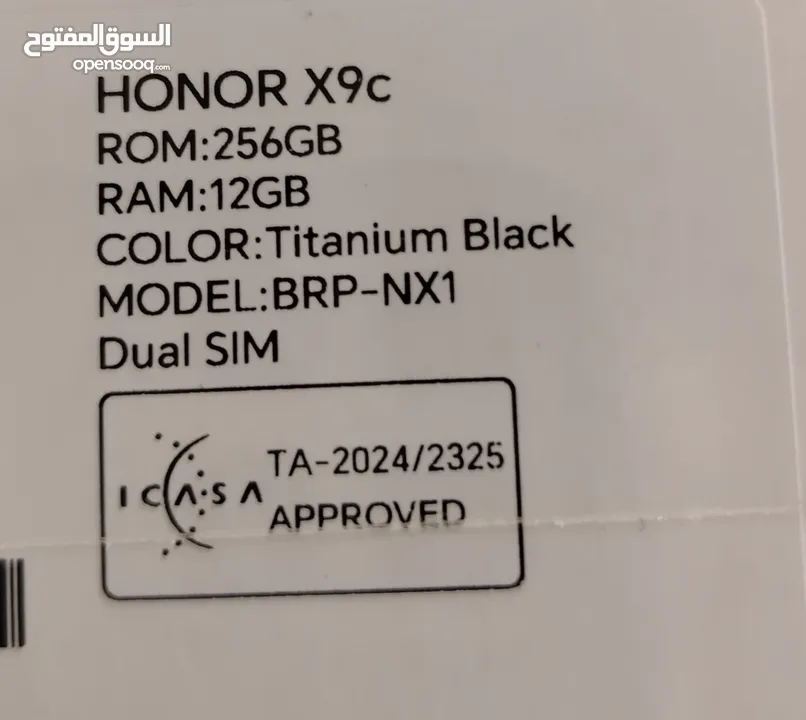 السوق المفتوح
opensooq.com
HONOR X9c
ROM:256GB
RAM:12GB
COLOR:Titanium Black
MODEL:BRP-NX1
Dual SIM
ICASA
TA-2024/2325
APPROVED